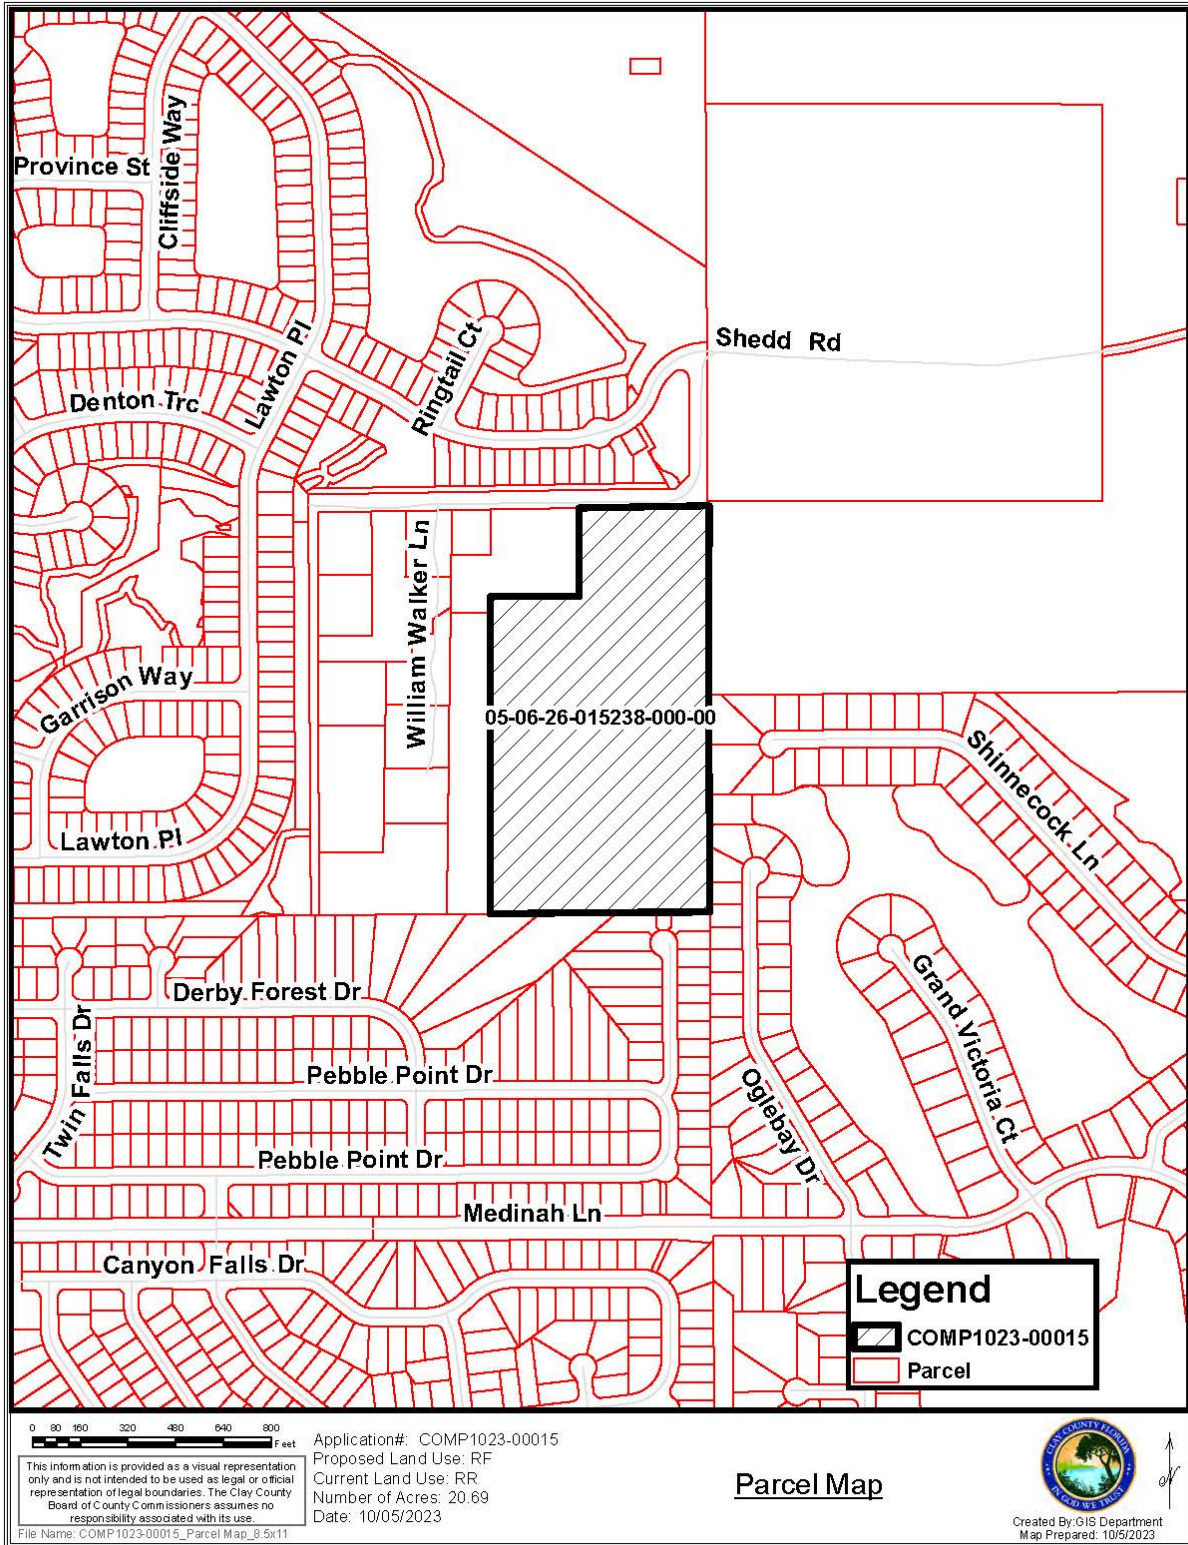 Province St
Cliffside Way
Lawton Pl
Denton Trc
Ringtail Ct
Shedd Rd
William Walker Ln
Garrison Way
05-06-26-015238-000-00
Lawton Pl
Shinnecock Ln
Derby Forest Dr
Twin Falls Dr
Pebble Point Dr
Pebble Point Dr
Grand Victoria Ct
Oglebay Dr
Medinah Ln
Canyon Falls Dr
Legend
COMP1023-00015
Parcel
0 80 160 320 480 640 800
Feet
This information is provided as a visual representation
only and is not intended to be used as legal or official
representation of legal boundaries. The Clay County
Board of County Commissioners assumes no
responsibility associated with its use.
File Name: COMP1023-00015_Parcel Map_8.5x11
Application#: COMP1023-00015
Proposed Land Use: RF
Current Land Use: RR
Number of Acres: 20.69
Date: 10/05/2023
Parcel Map
CLAY COUNTY FLORIDA
IN GOD WE TRUST
N
Created By:GIS Department
Map Prepared: 10/5/2023